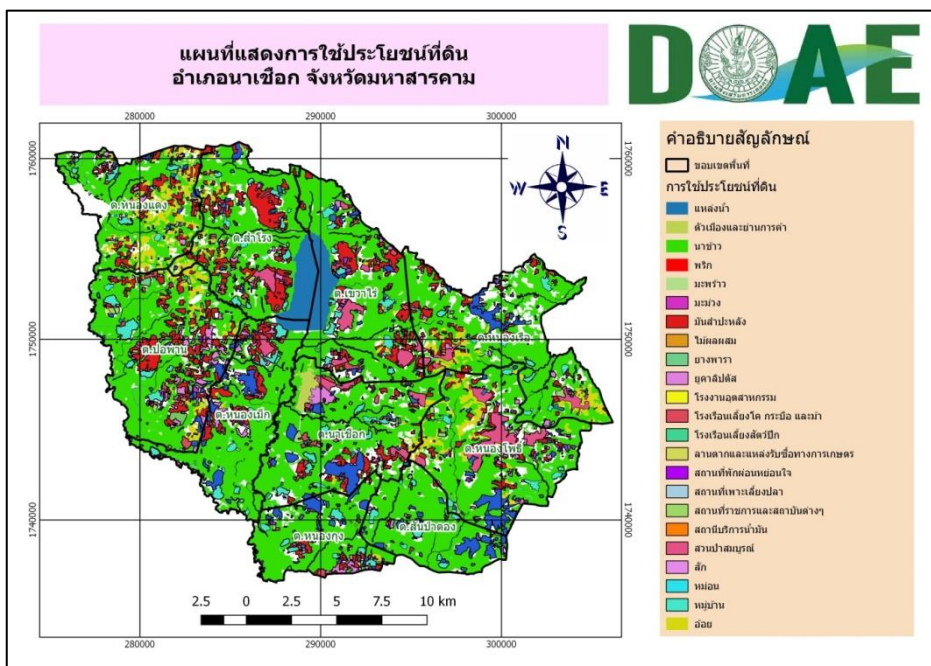 แผนที่แสดงการใช้ประโยชน์ที่ดิน
อำเภอนาเชือก จังหวัดมหาสารคาม
DOAE
280000 290000 300000
1760000 1760000
N
W E
S
ต.หนองแดง
ต.สำโรง
ต.เขวาไร่
1750000 1750000
ต.หนองเรือ
ต.ปอพาน
ต.หนองเม็ก
ต.นาเชือก
ต.หนองโพธิ์
1740000 1740000
ต.สันป่าตอง
ต.หนองกุง
2.5 0 2.5 5 7.5 10 km
280000 290000 300000
คำอธิบายสัญลักษณ์
ขอบเขตพื้นที่
การใช้ประโยชน์ที่ดิน
แหล่งน้ำ
ตัวเมืองและย่านการค้า
นาข้าว
พริก
มะพร้าว
มะม่วง
มันสำปะหลัง
ไม้ผลผสม
ยางพารา
ยูคาลิปตัส
โรงงานอุตสาหกรรม
โรงเรือนเลี้ยงโค กระบือ และม้า
โรงเรือนเลี้ยงสัตว์ปีก
ลานตากและแหล่งรับซื้อทางการเกษตร
สถานที่พักผ่อนหย่อนใจ
สถานที่เพาะเลี้ยงปลา
สถานที่ราชการและสถาบันต่างๆ
สถานีบริการน้ำมัน
สวนป่าสมบูรณ์
สัก
หม่อน
หมู่บ้าน
อ้อย